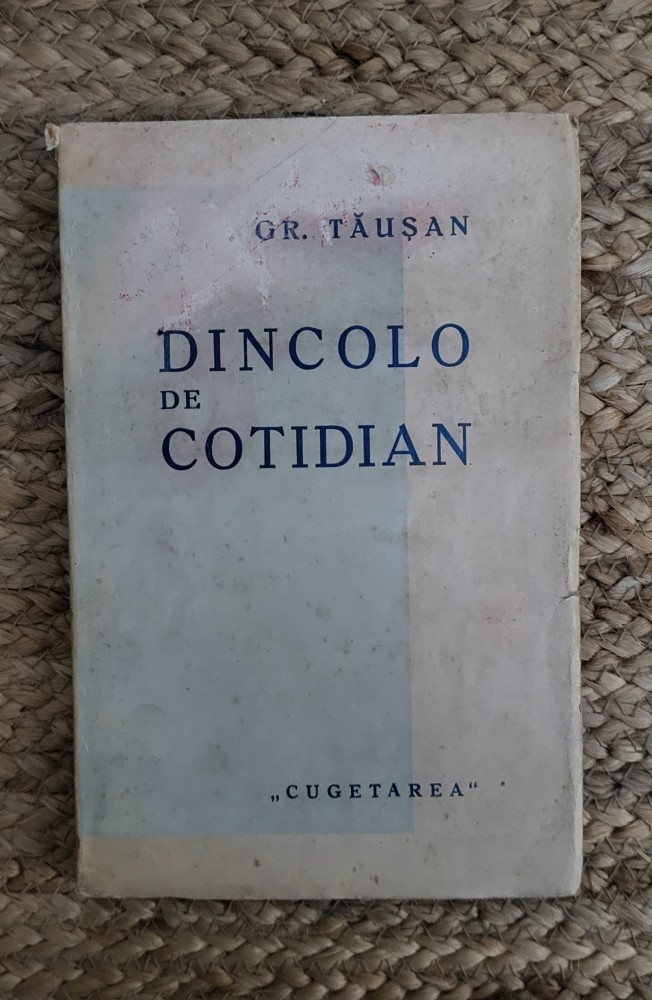 GR. TĂUȘAN
DINCOLO
DE
COTIDIAN
„CUGETAREA“